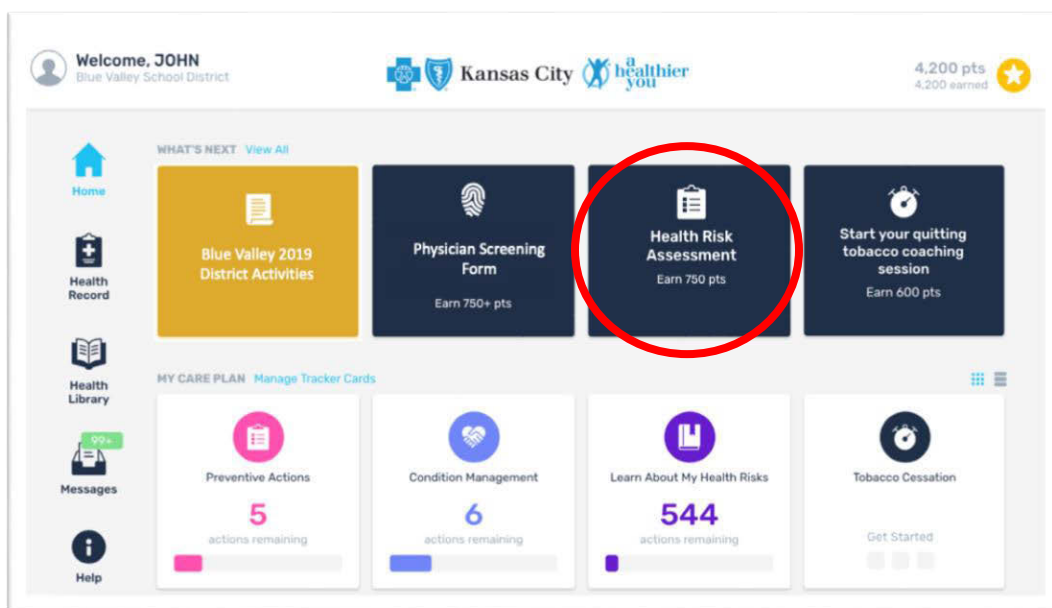 Welcome, JOHN
Blue Valley School District
Kansas City
a
healthier
you
4,200 pts
4,200 earned
WHAT'S NEXT View All
Home
Health
Record
Health
Library
99+
Messages
Help
Blue Valley 2019
District Activities
Physician Screening
Form
Earn 750+ pts
Health Risk
Assessment
Earn 750 pts
Start your quitting
tobacco coaching
session
Earn 600 pts
MY CARE PLAN Manage Tracker Cards
Preventive Actions
5
actions remaining
Condition Management
6
actions remaining
Learn About My Health Risks
544
actions remaining
Tobacco Cessation
Get Started